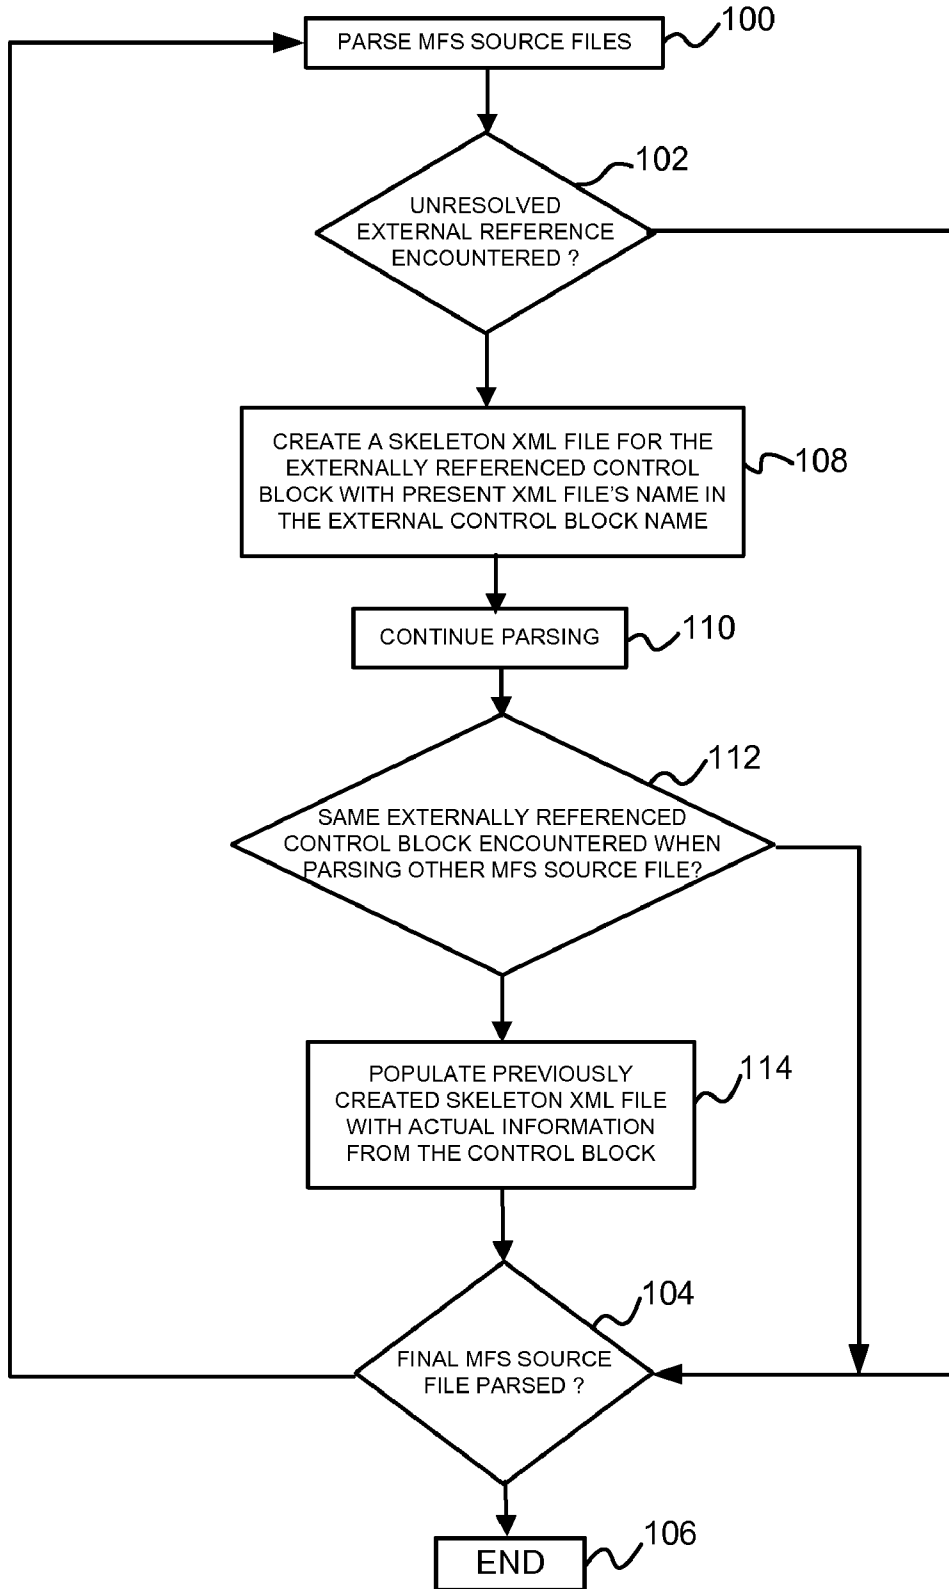 PARSE MFS SOURCE FILES
100
102
UNRESOLVED
EXTERNAL REFERENCE
ENCOUNTERED ?
CREATE A SKELETON XML FILE FOR THE
EXTERNALLY REFERENCED CONTROL
BLOCK WITH PRESENT XML FILE'S NAME IN
THE EXTERNAL CONTROL BLOCK NAME
108
CONTINUE PARSING
110
112
SAME EXTERNALLY REFERENCED
CONTROL BLOCK ENCOUNTERED WHEN
PARSING OTHER MFS SOURCE FILE?
POPULATE PREVIOUSLY
CREATED SKELETON XML FILE
WITH ACTUAL INFORMATION
FROM THE CONTROL BLOCK
114
104
FINAL MFS SOURCE
FILE PARSED ?
END
106